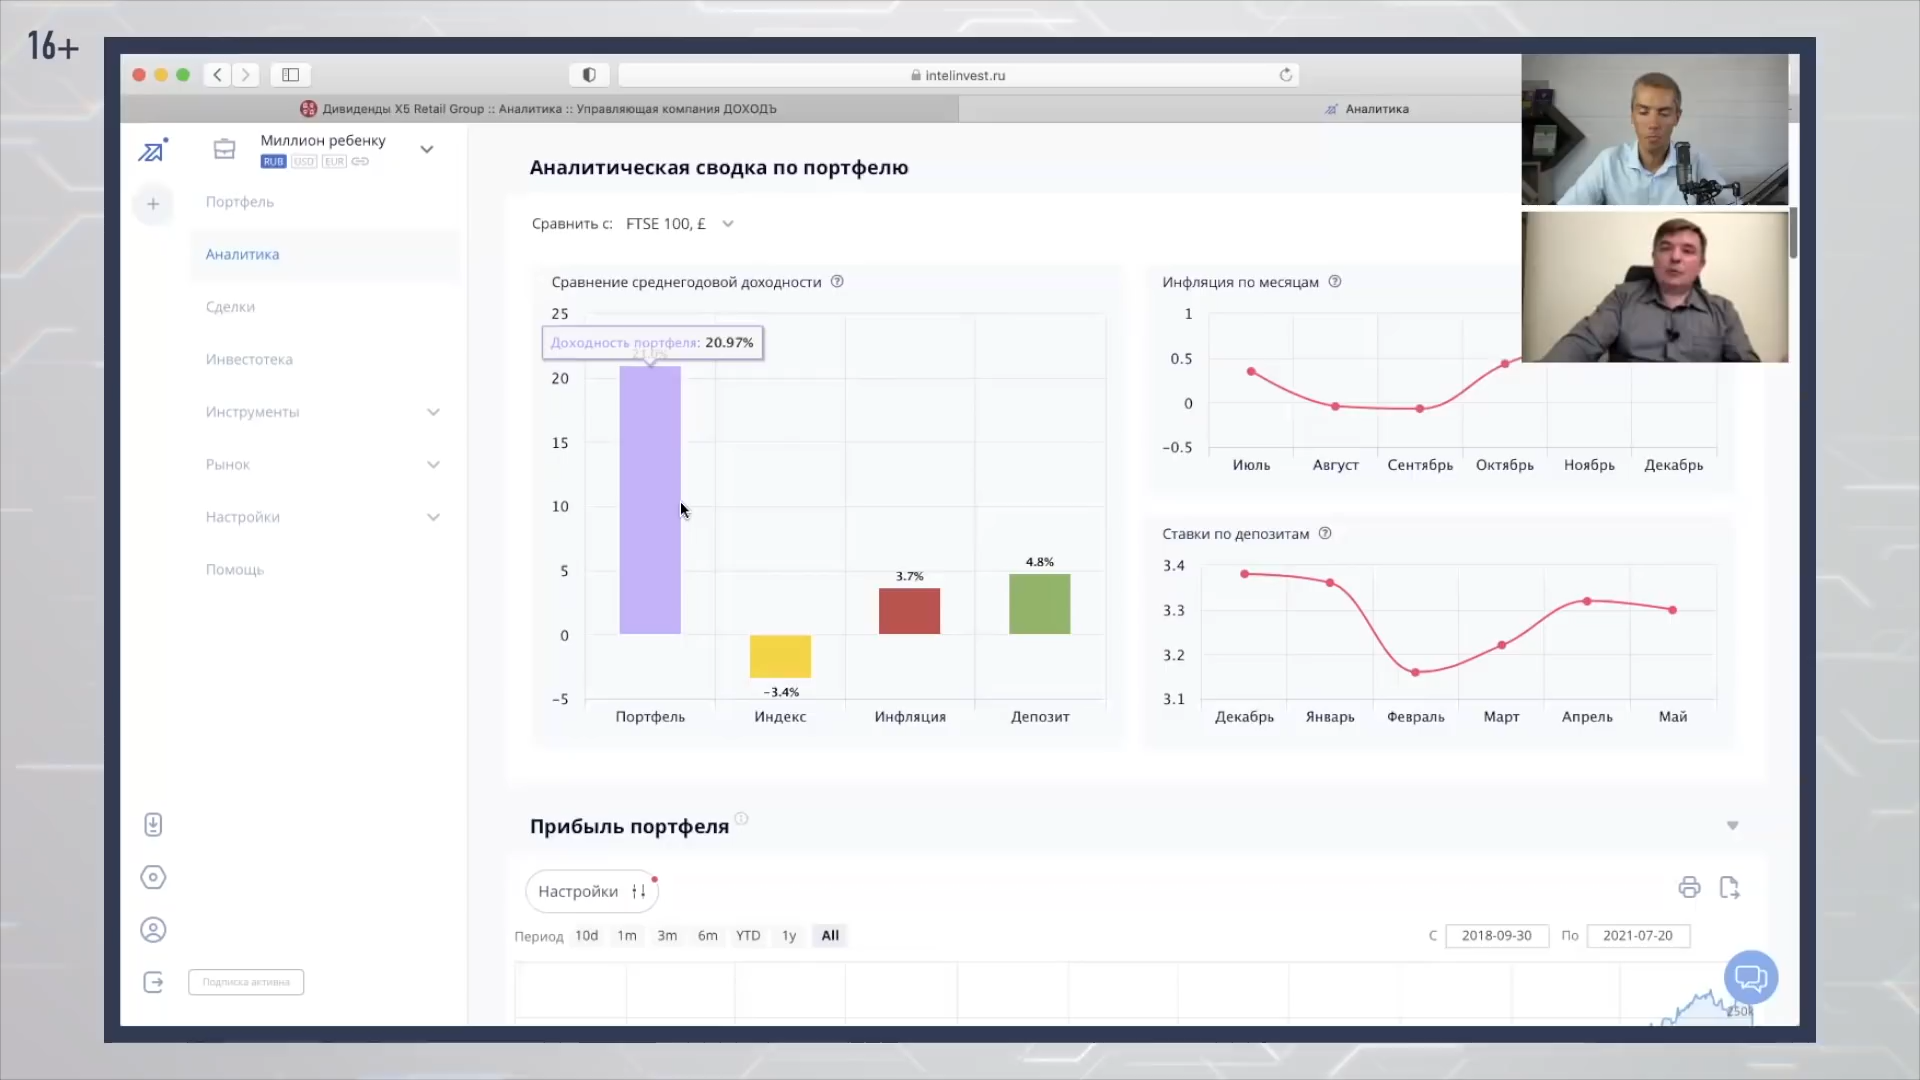 16+
intelinvest.ru
Дивиденды X5 Retail Group :: Аналитика :: Управляющая компания ДОХОДЪ
Аналитика
Миллион ребенку
RUB USD EUR
Портфель
Аналитика
Сделки
Инвестотека
Инструменты
Рынок
Настройки
Помощь
Подписка активна
Аналитическая сводка по портфелю
Сравнить с: FTSE 100, £
Сравнение среднегодовой доходности
25
Доходность портфеля: 20.97%
20
15
10
5
0
-5
-3.4%
3.7%
4.8%
Портфель Индекс Инфляция Депозит
Инфляция по месяцам
1
0.5
0
-0.5
Июль Август Сентябрь Октябрь Ноябрь Декабрь
Ставки по депозитам
3.4
3.3
3.2
3.1
Декабрь Январь Февраль Март Апрель Май
Прибыль портфеля
Настройки
Период 10d 1m 3m 6m YTD 1y All
С 2018-09-30 По 2021-07-20
250k